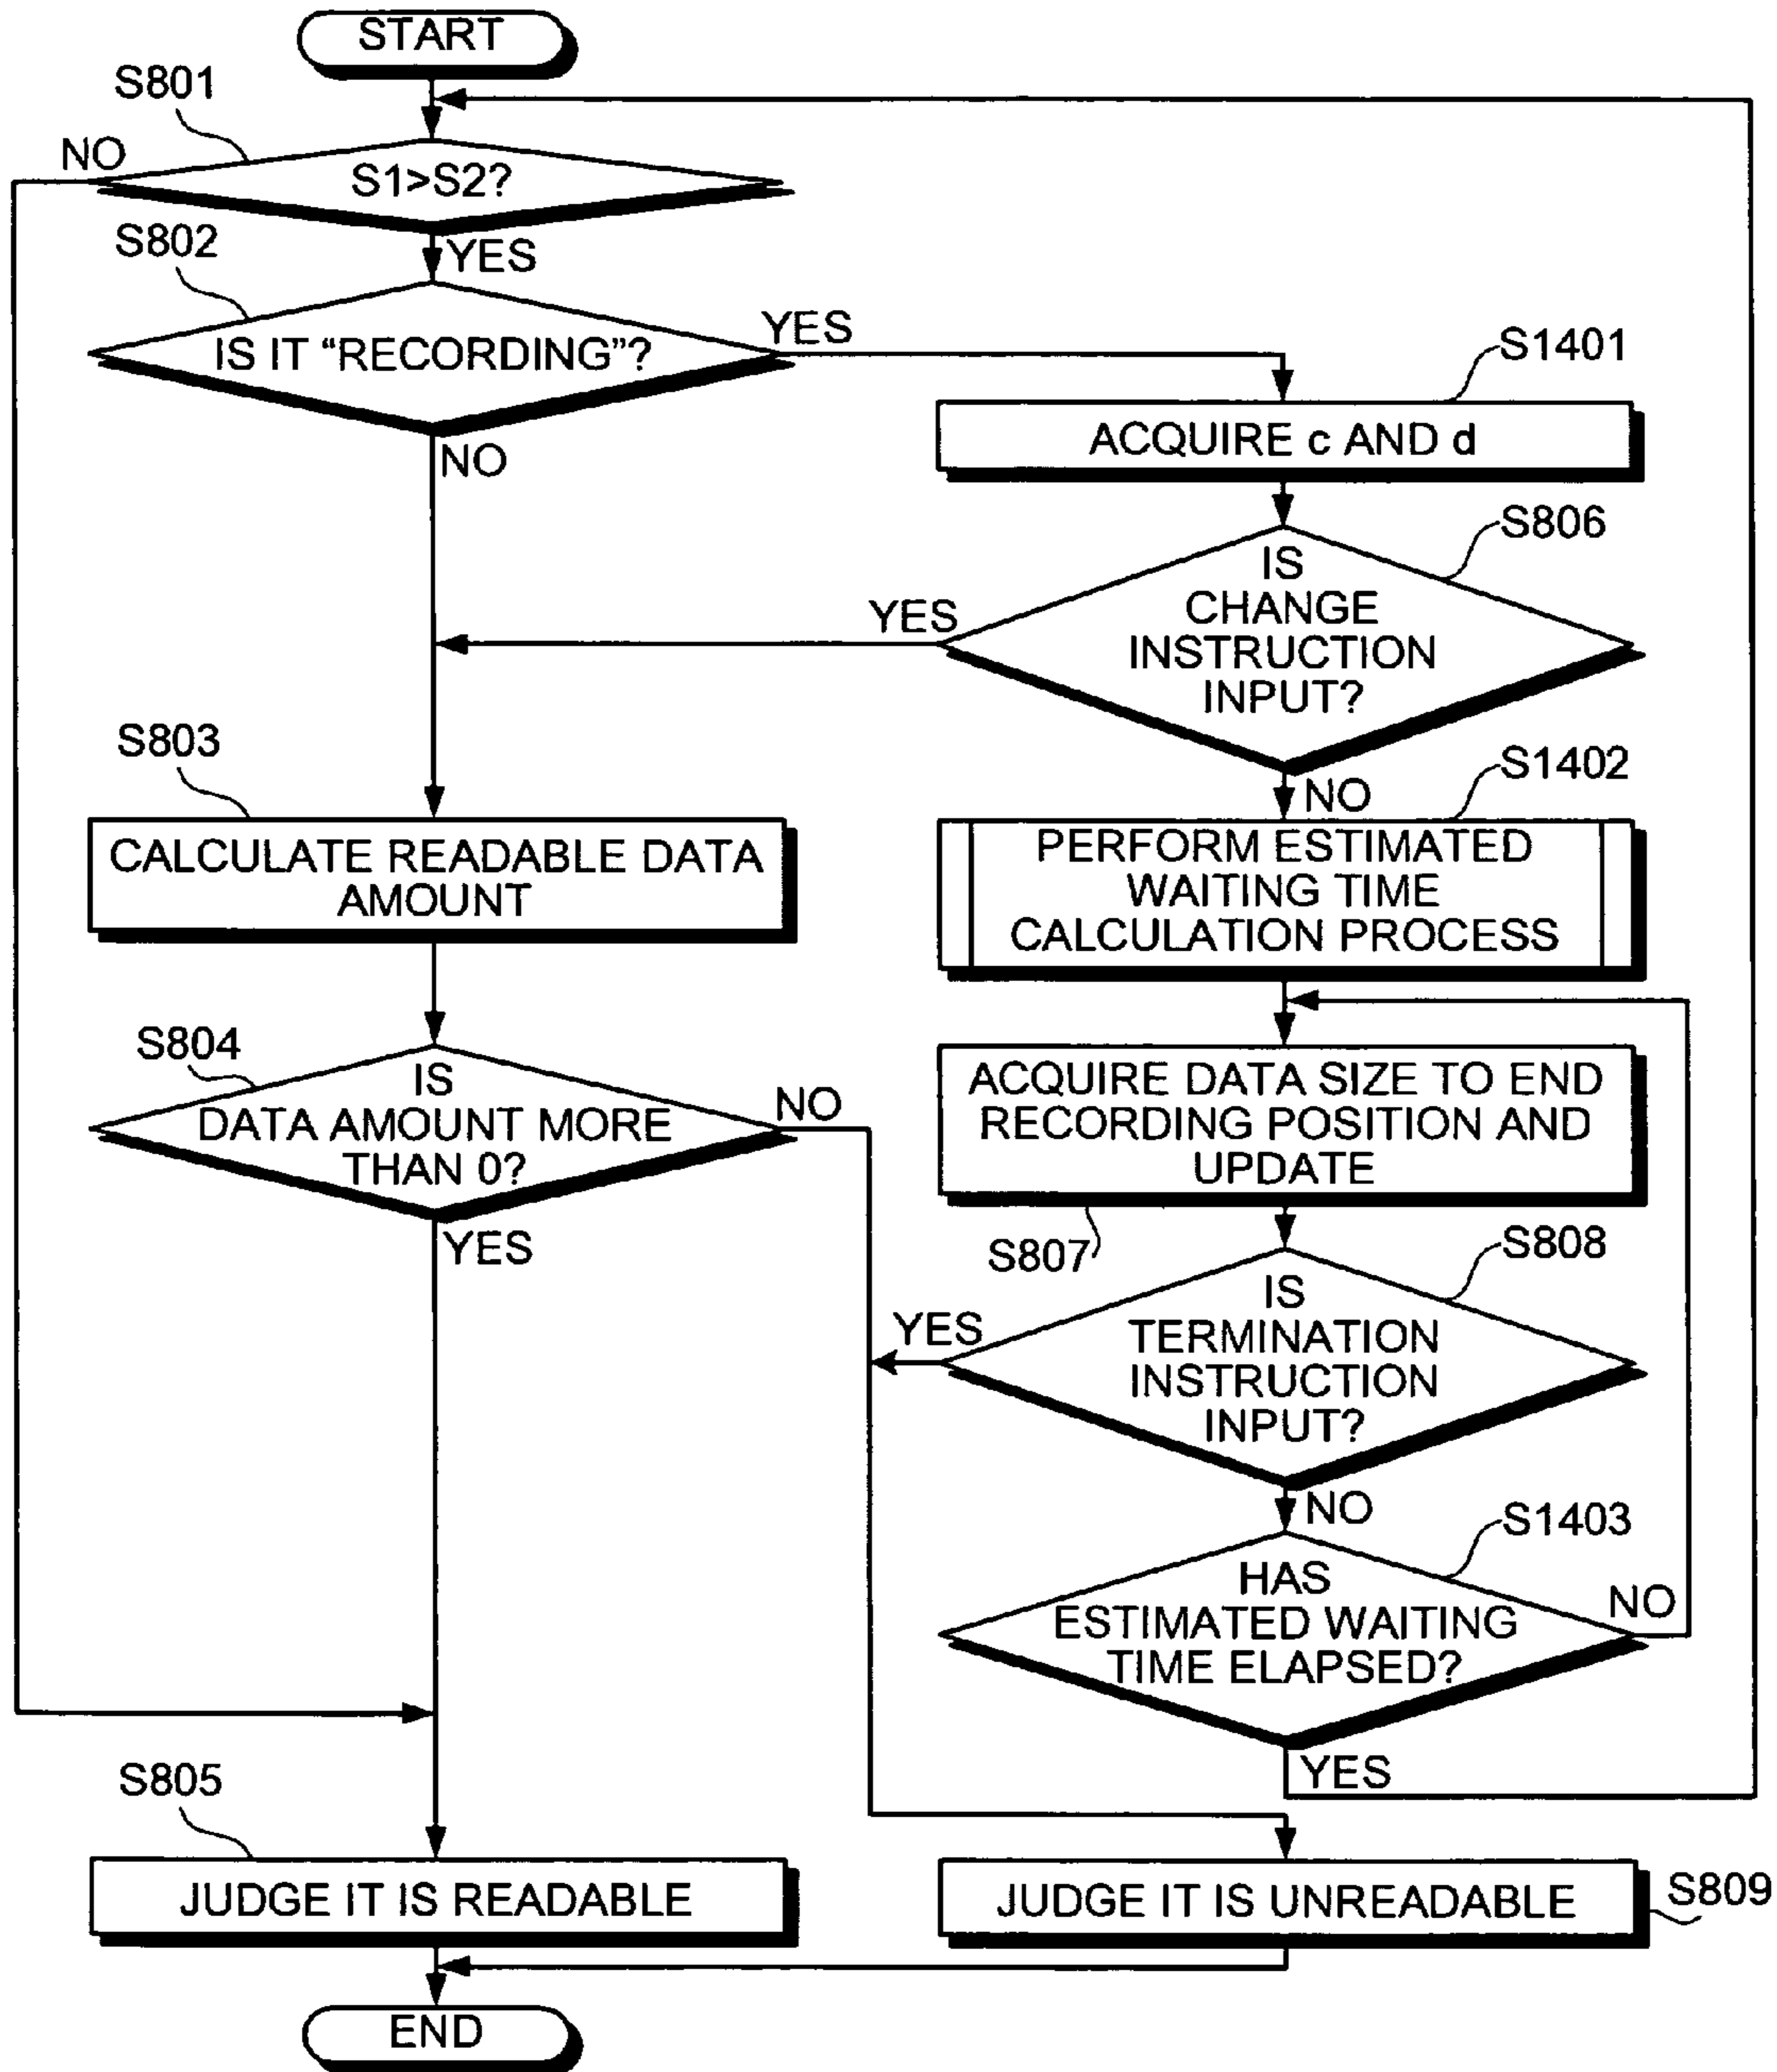 START
S801
NO
S1>S2?
S802
YES
IS IT “RECORDING”?
YES
NO
S1401
ACQUIRE c AND d
S806
IS
CHANGE
INSTRUCTION
INPUT?
YES
NO
S803
CALCULATE READABLE DATA
AMOUNT
S1402
PERFORM ESTIMATED
WAITING TIME
CALCULATION PROCESS
S804
IS
DATA AMOUNT MORE
THAN 0?
NO
YES
ACQUIRE DATA SIZE TO END
RECORDING POSITION AND
UPDATE
S807
S808
IS
TERMINATION
INSTRUCTION
INPUT?
YES
NO
S1403
HAS
ESTIMATED WAITING
TIME ELAPSED?
NO
YES
S805
JUDGE IT IS READABLE
JUDGE IT IS UNREADABLE
S809
END